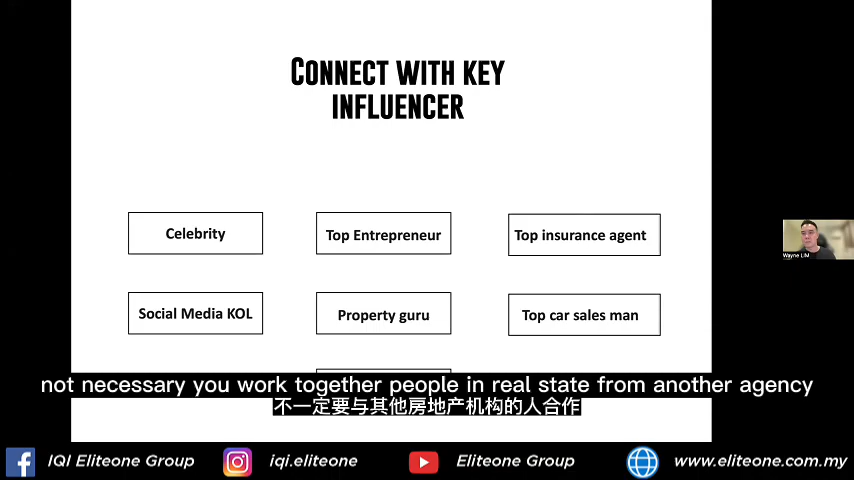 CONNECT WITH KEY
INFLUENCER
Celebrity
Top Entrepreneur
Top insurance agent
Social Media KOL
Property guru
Top car sales man
Wayne LIM
not necessary you work together people in real state from another agency
不一定要与其他房地产机构的人合作
IQI Eliteone Group
iqi.eliteone
Eliteone Group
www.eliteone.com.my